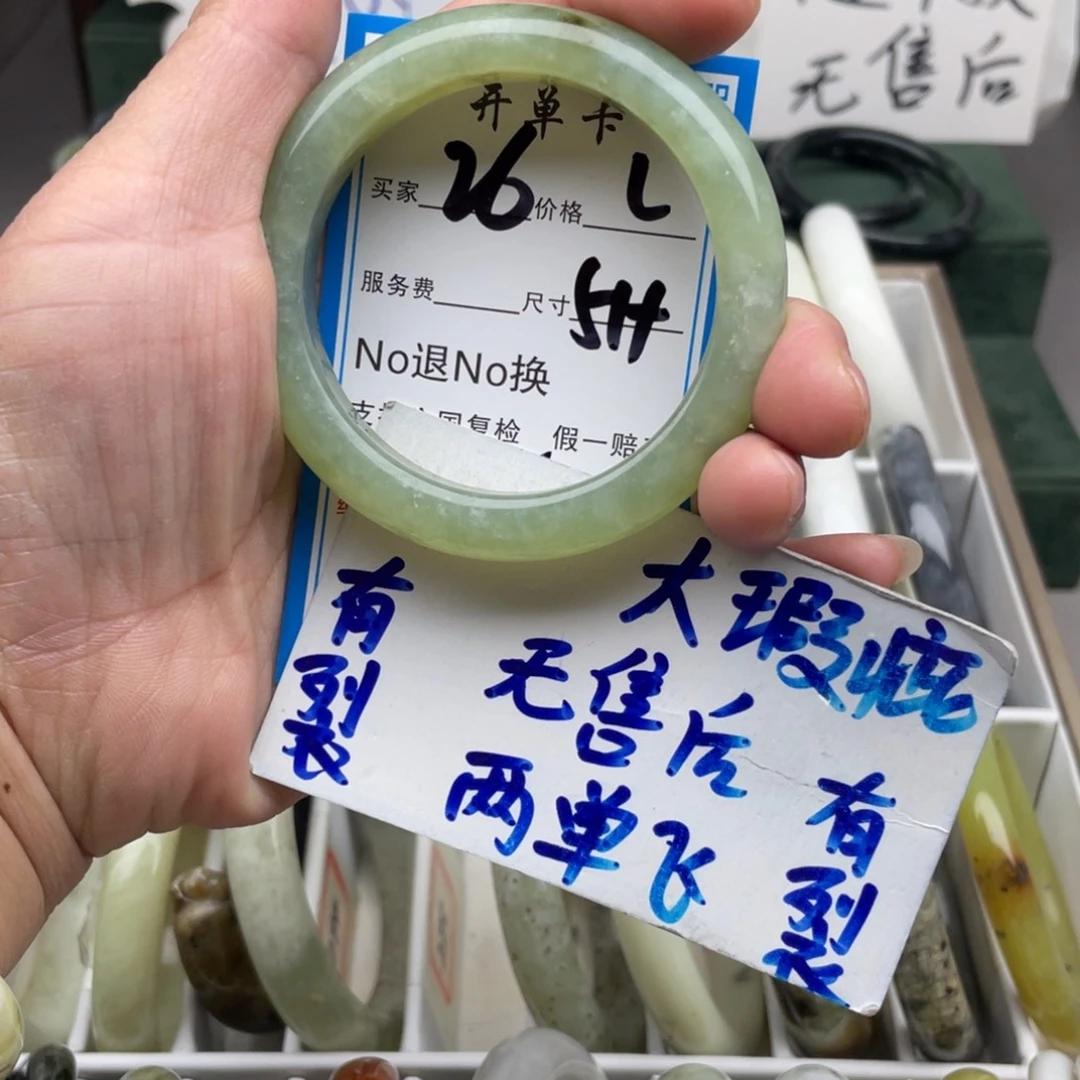 无售后
开单卡
买家 26 价格 L
服务费 尺寸 5H
No退No换
复检 假一赔
大瑕疵
无售后
两单飞
有裂
有裂